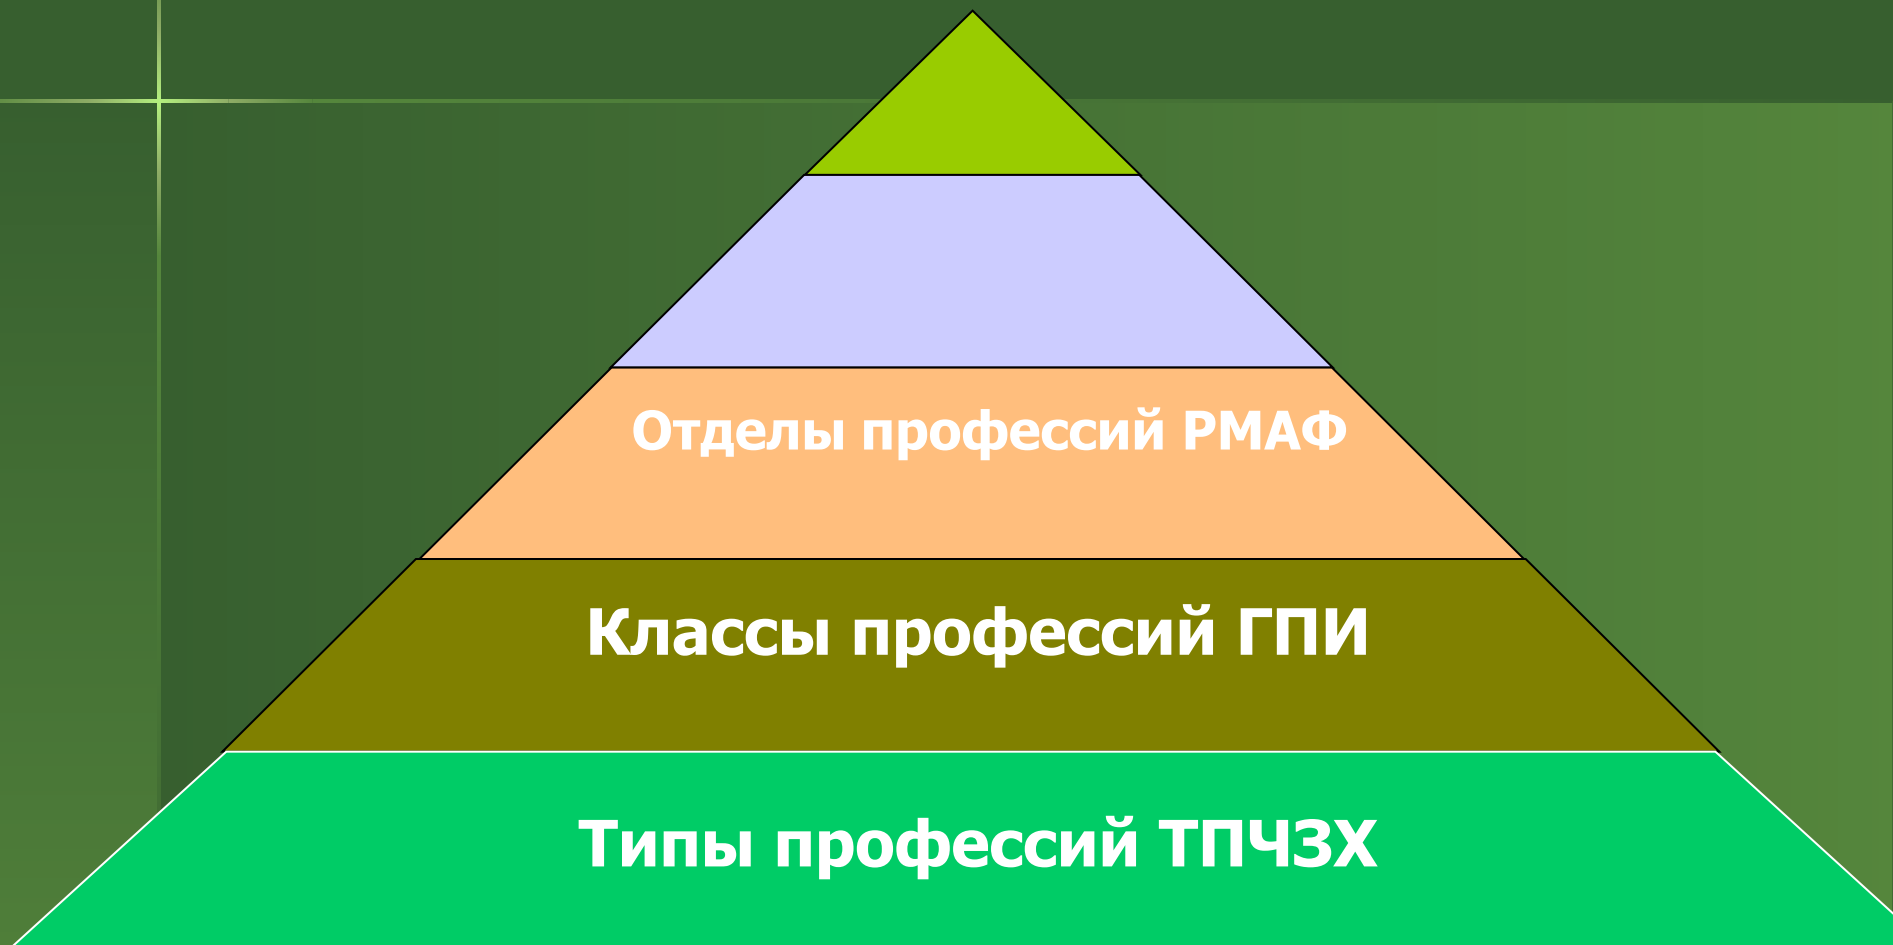 Отделы профессий РМАФ
Классы профессий ГПИ
Типы профессий ТПЧЗХ